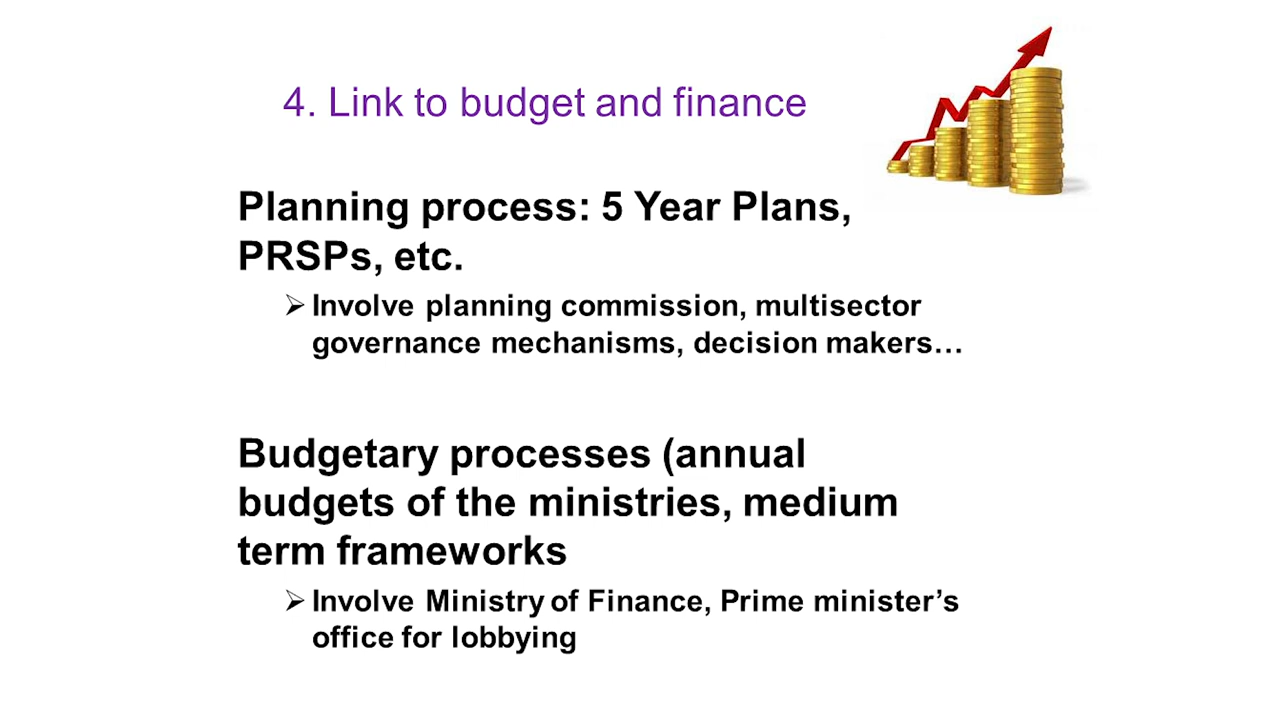 4. Link to budget and finance
Planning process: 5 Year Plans,
PRSPs, etc.
➢ Involve planning commission, multisector
governance mechanisms, decision makers…
Budgetary processes (annual
budgets of the ministries, medium
term frameworks
➢ Involve Ministry of Finance, Prime minister’s
office for lobbying